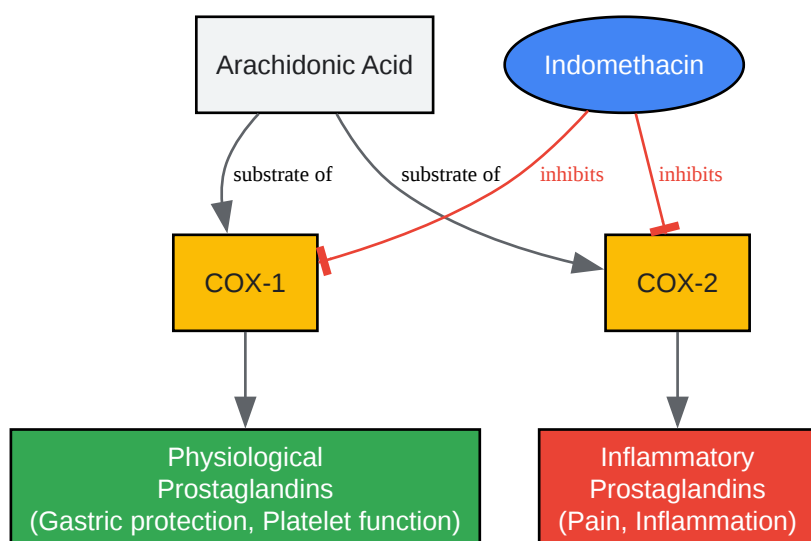 Arachidonic Acid
Indomethacin
substrate of
substrate of
inhibits
inhibits
COX-1
COX-2
Physiological
Prostaglandins
(Gastric protection, Platelet function)
Inflammatory
Prostaglandins
(Pain, Inflammation)